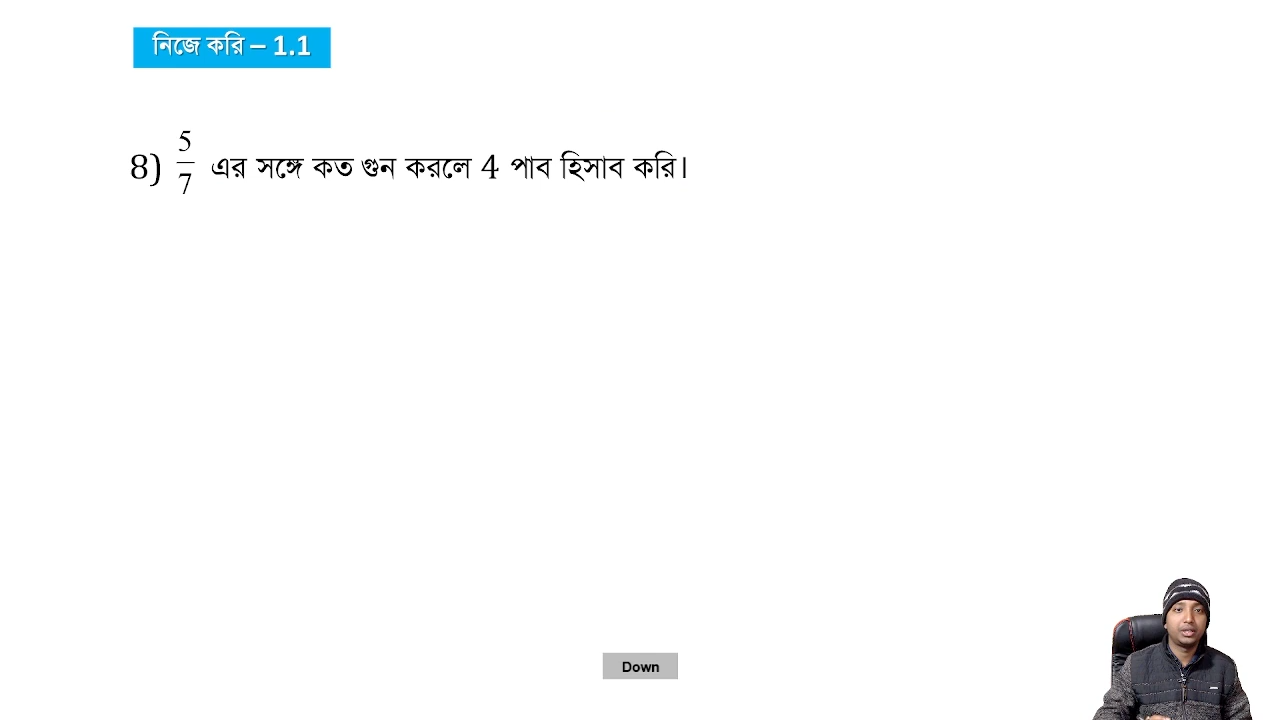 নিজে করি – 1.1
8) 5/7 এর সঙ্গে কত গুন করলে 4 পাব হিসাব করি।
Down